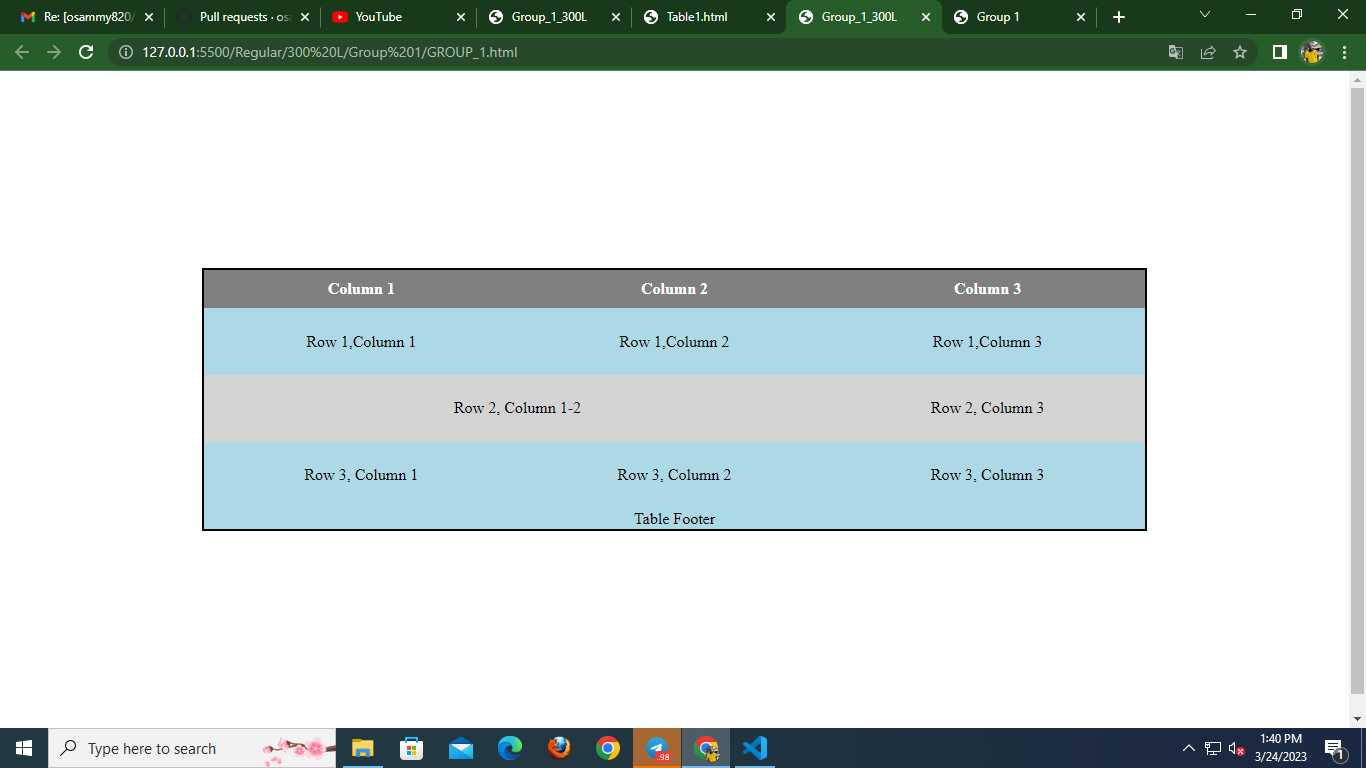 Re: [osammy820/
Pull requests · osa
YouTube
Group_1_300L
Table1.html
Group_1_300L
Group 1
127.0.0.1:5500/Regular/300%20L/Group%201/GROUP_1.html
Column 1 Column 2 Column 3
Row 1,Column 1 Row 1,Column 2 Row 1,Column 3
Row 2, Column 1-2 Row 2, Column 3
Row 3, Column 1 Row 3, Column 2 Row 3, Column 3
Table Footer
Type here to search
.98
1:40 PM
3/24/2023
1